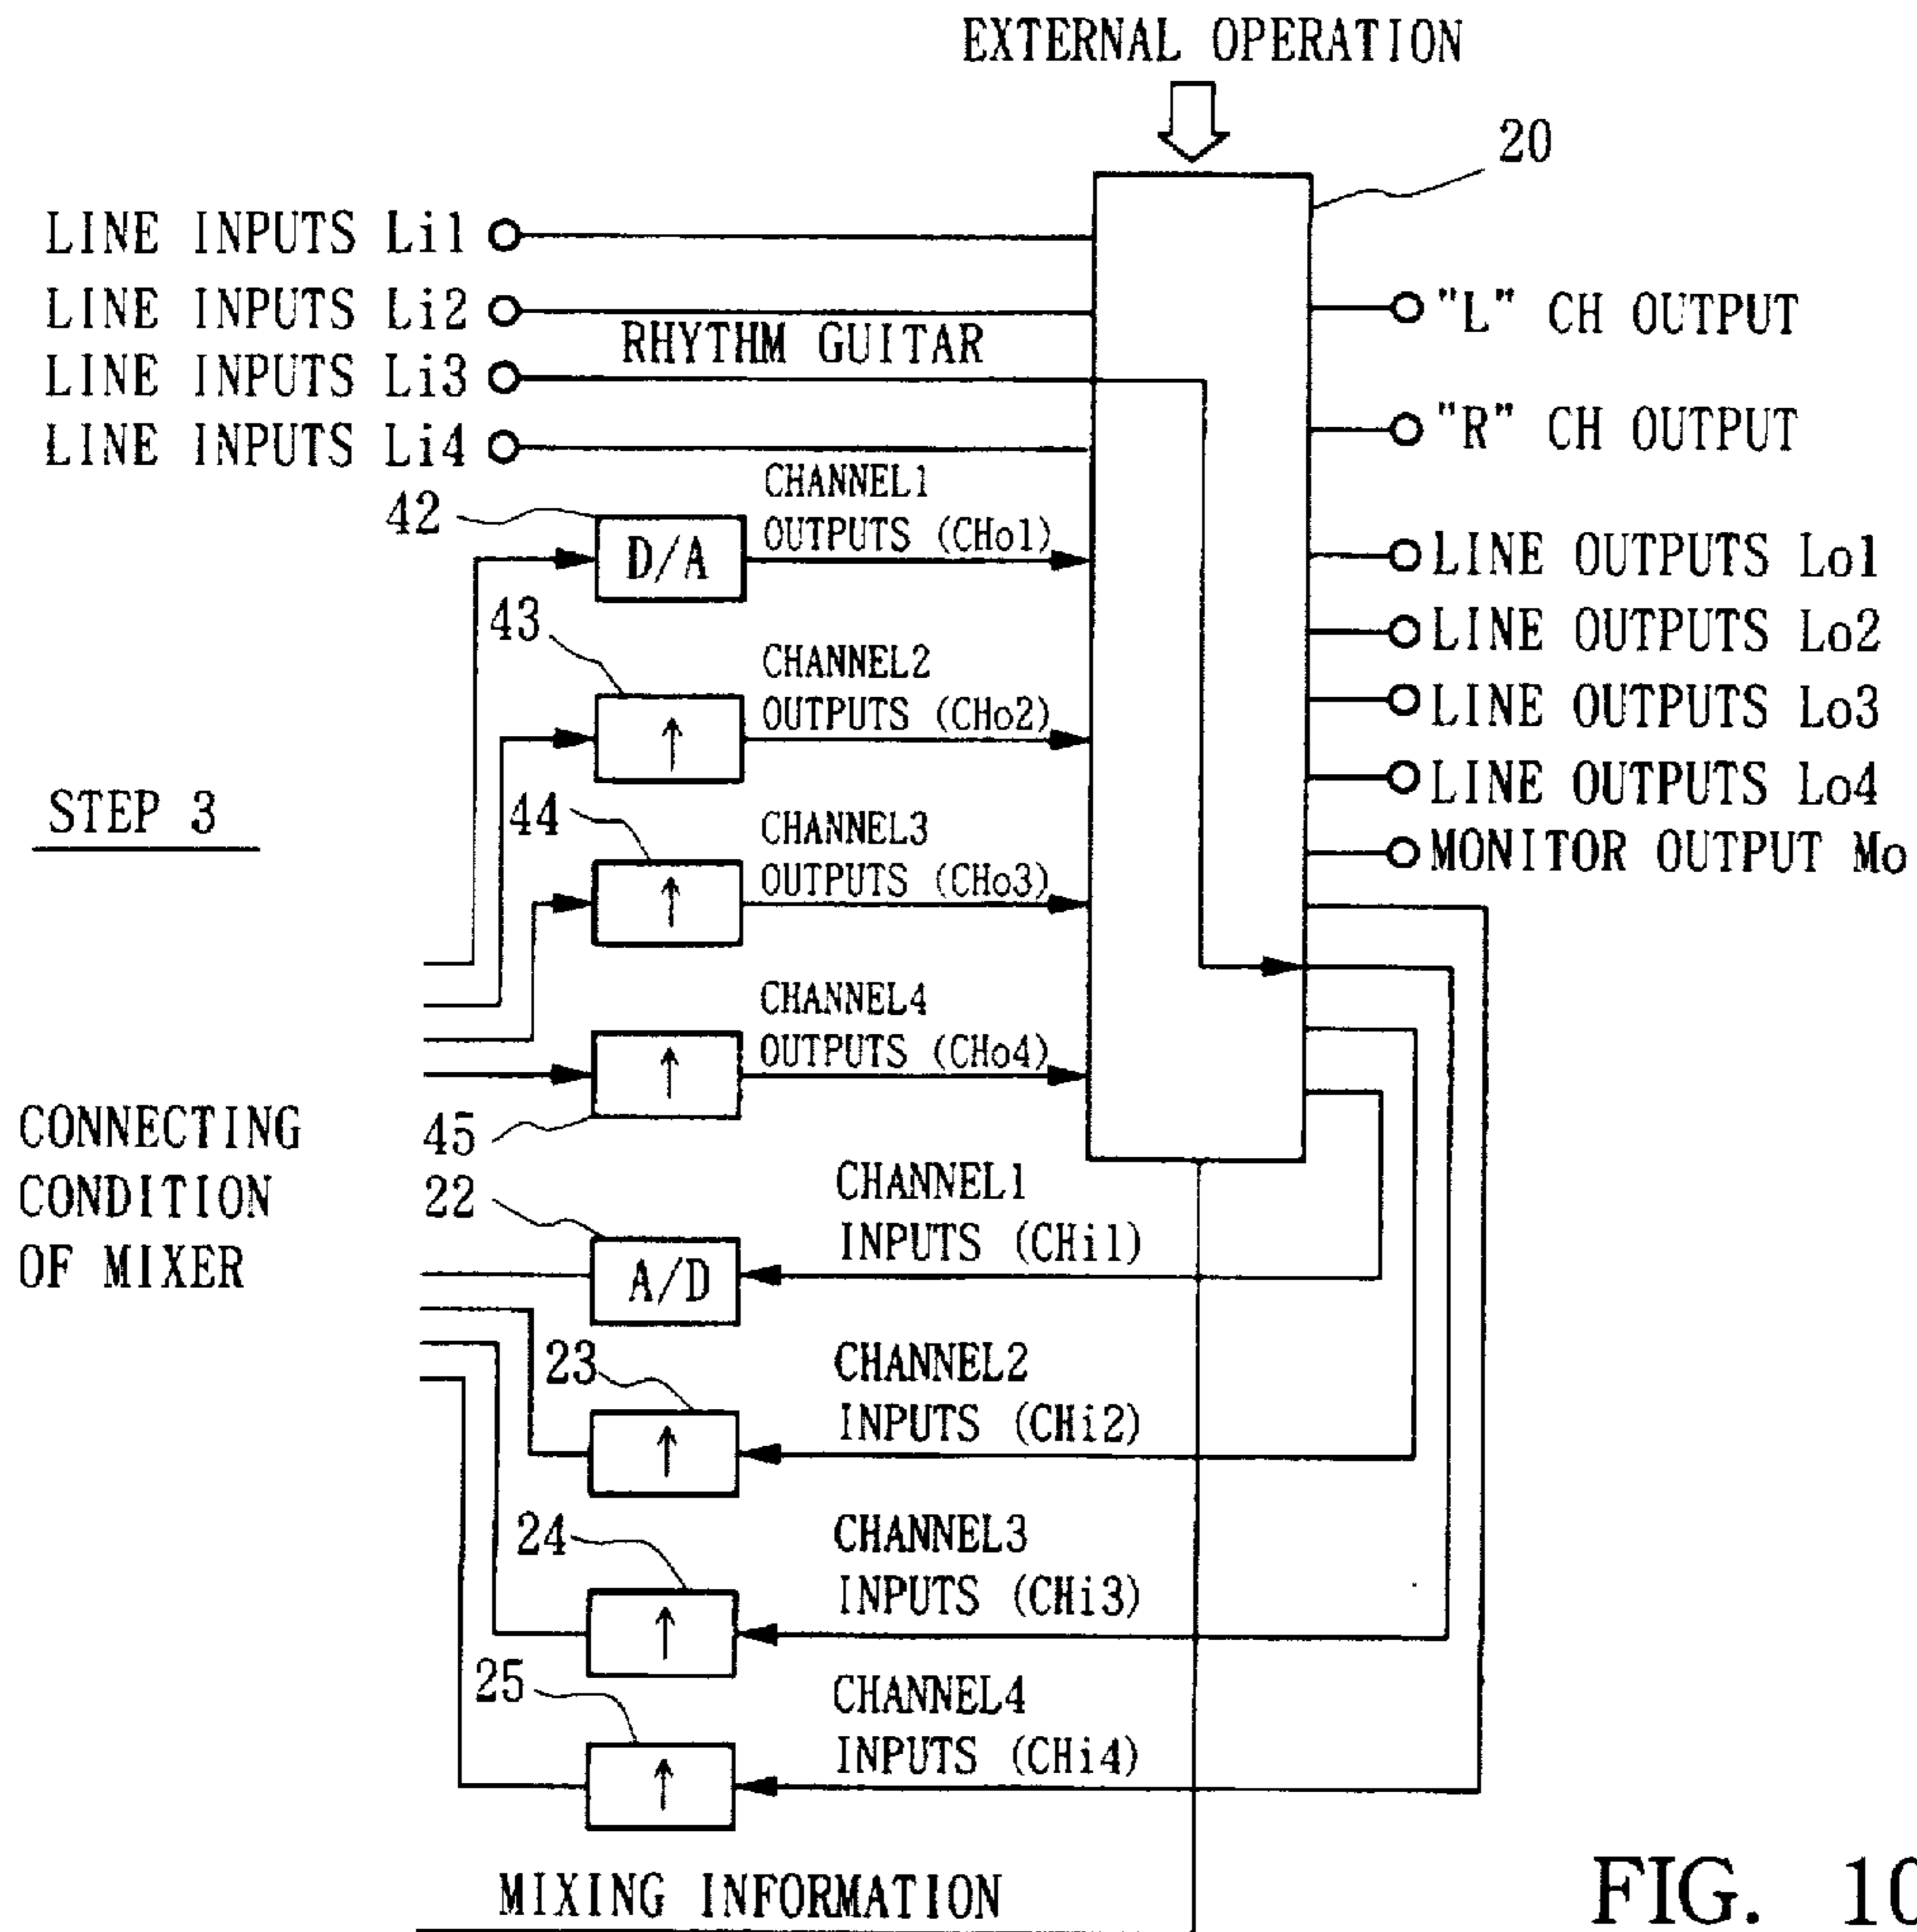 EXTERNAL OPERATION
20
LINE INPUTS Li1
LINE INPUTS Li2
RHYTHM GUITAR
LINE INPUTS Li3
LINE INPUTS Li4
"L" CH OUTPUT
"R" CH OUTPUT
LINE OUTPUTS Lo1
LINE OUTPUTS Lo2
LINE OUTPUTS Lo3
LINE OUTPUTS Lo4
MONITOR OUTPUT Mo
42
D/A
CHANNEL1
OUTPUTS (CHo1)
43
↑
CHANNEL2
OUTPUTS (CHo2)
STEP 3
44
↑
CHANNEL3
OUTPUTS (CHo3)
45
↑
CHANNEL4
OUTPUTS (CHo4)
CONNECTING
CONDITION
OF MIXER
22
A/D
CHANNEL1
INPUTS (CHi1)
23
↑
CHANNEL2
INPUTS (CHi2)
24
↑
CHANNEL3
INPUTS (CHi3)
25
↑
CHANNEL4
INPUTS (CHi4)
MIXING INFORMATION
FIG. 10